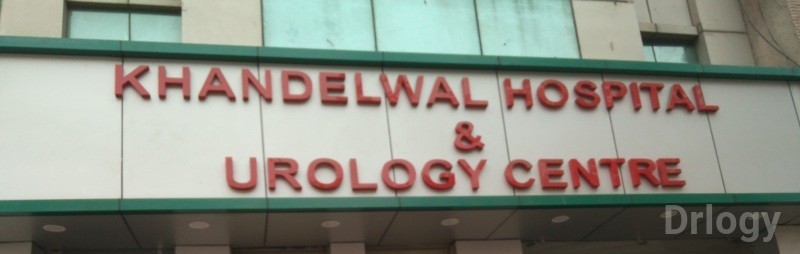 KHANDELWAL HOSPITAL
&
UROLOGY CENTRE
Drlogy